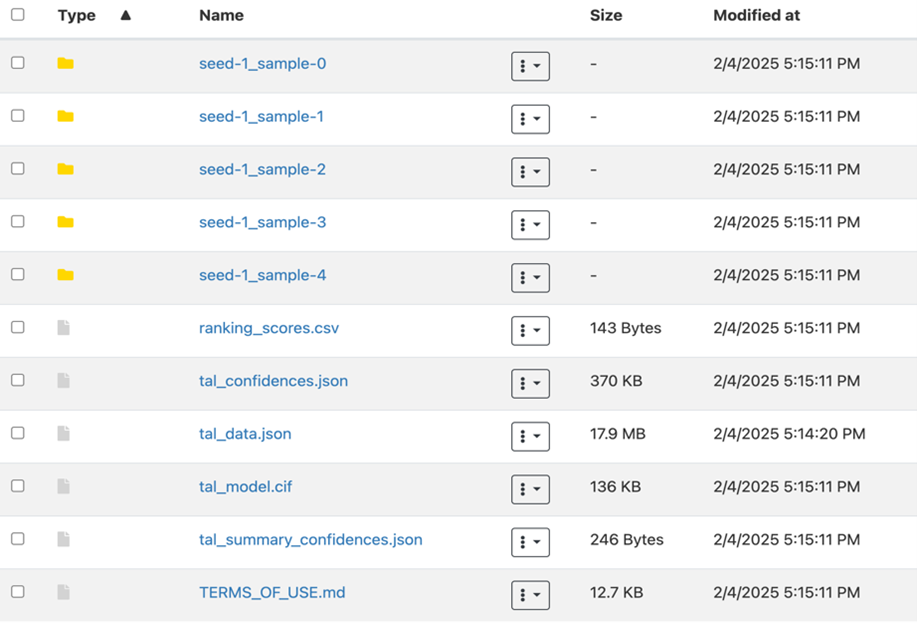 Type ▲ Name Size Modified at
seed-1_sample-0 - 2/4/2025 5:15:11 PM
seed-1_sample-1 - 2/4/2025 5:15:11 PM
seed-1_sample-2 - 2/4/2025 5:15:11 PM
seed-1_sample-3 - 2/4/2025 5:15:11 PM
seed-1_sample-4 - 2/4/2025 5:15:11 PM
ranking_scores.csv 143 Bytes 2/4/2025 5:15:11 PM
tal_confidences.json 370 KB 2/4/2025 5:15:11 PM
tal_data.json 17.9 MB 2/4/2025 5:14:20 PM
tal_model.cif 136 KB 2/4/2025 5:15:11 PM
tal_summary_confidences.json 246 Bytes 2/4/2025 5:15:11 PM
TERMS_OF_USE.md 12.7 KB 2/4/2025 5:15:11 PM